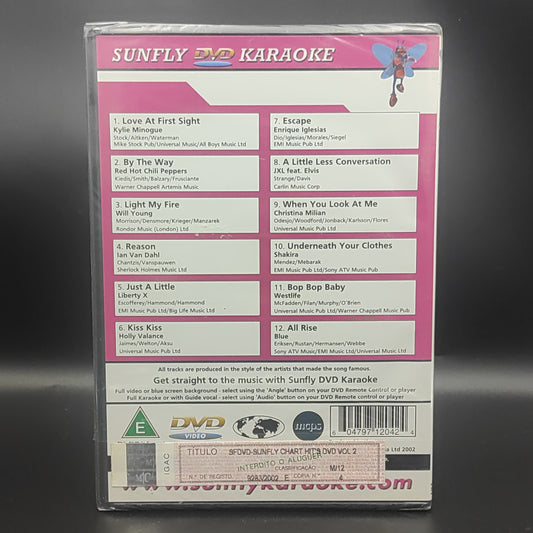 SUNFLY DVD KARAOKE
1. Love At First Sight
Kylie Minogue
Stock/Aitken/Waterman
Mike Stock Pub/Universal Music/All Boys Music Ltd
2. By The Way
Red Hot Chili Peppers
Kiedis/Smith/Balzary/Frusciante
Warner Chappell Artemis Music
3. Light My Fire
Will Young
Morrison/Densmore/Krieger/Manzarek
Rondor Music (London) Ltd
4. Reason
Ian Van Dahl
Chantzis/Vanspauwen
Sherlock Holmes Music Ltd
5. Just A Little
Liberty X
Escofferey/Hammond/Hammond
EMI Music Pub Ltd/Big Life Music Ltd
6. Kiss Kiss
Holly Valance
Jaimes/Welton/Aksu
Universal Music Pub Ltd
7. Escape
Enrique Iglesias
Dio/Iglesias/Morales/Siegel
EMI Music Pub Ltd
8. A Little Less Conversation
JXL feat. Elvis
Strange/Davis
Carlin Music Corp
9. When You Look At Me
Christina Milian
Odesjo/Woodford/Jonback/Karlsson/Flores
Universal Music Pub Ltd
10. Underneath Your Clothes
Shakira
Mendez/Mebarak
EMI Music Pub Ltd/Sony ATV Music Pub
11. Bop Bop Baby
Westlife
McFadden/Filan/Murphy/O'Brien
Universal Music Pub Ltd/Warner Chappell Music Pub
12. All Rise
Blue
Eriksen/Rustan/Hermansen/Webbe
Sony ATV Music/EMI Music Ltd/Universal Music
All tracks are produced in the style of the artists that made the song famous.
Get straight to the music with Sunfly DVD Karaoke
Full video or blue screen background - select using the 'Angle' button on your DVD Remote Control or player
Full Karaoke or with Guide vocal - select using 'Audio' button on your DVD Remote Control or player
E
DVD
VIDEO
mcps
6 04797 12042 4
Ltd 2002
IGAC
TÍTULO SFDVD-SUNFLY CHART HITS DVD VOL 2
INTERDITO O ALUGUER
CLASSIFICAÇÃO M/12
N.º DE REGISTO 9283/2002 E COPIA N.º 4
www.sunflykaraoke.com